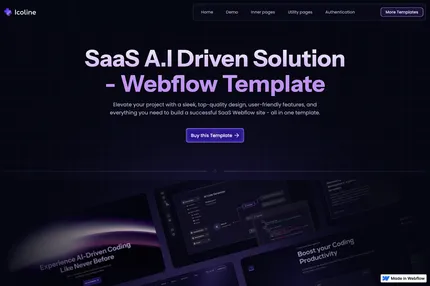 Icoline
Home Demo Inner pages Utility pages Authentication More Templates
SaaS A.I Driven Solution
- Webflow Template
Elevate your project with a sleek, top-quality design, user-friendly features, and
everything you need to build a successful SaaS Webflow site - all in one template.
Buy this Template →
Experience AI-Driven Coding
Like Never Before
Boost your Coding
Productivity
Made in Webflow